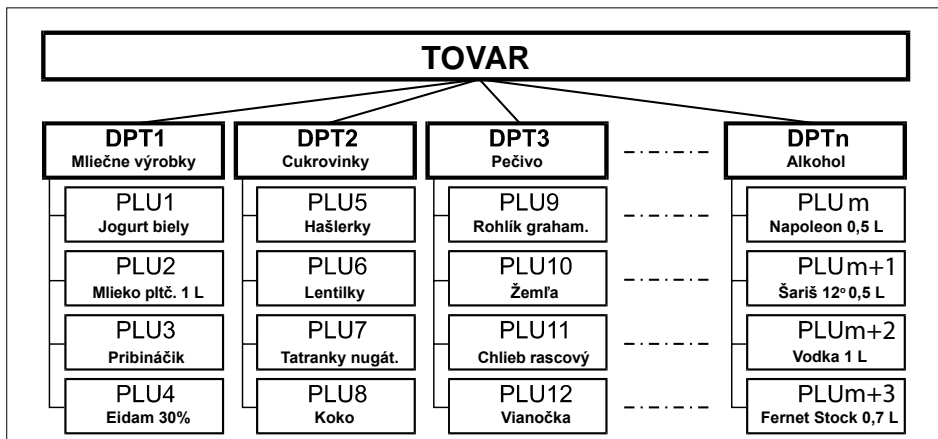 TOVAR
DPT1
Mliečne výrobky
PLU1
Jogurt biely
PLU2
Mlieko pltč. 1 L
PLU3
Pribináčik
PLU4
Eidam 30%
DPT2
Cukrovinky
PLU5
Hašlerky
PLU6
Lentilky
PLU7
Tatranky nugát.
PLU8
Koko
DPT3
Pečivo
PLU9
Rohlík graham.
PLU10
Žemľa
PLU11
Chlieb rascový
PLU12
Vianočka
DPTn
Alkohol
PLU m
Napoleon 0,5 L
PLUm+1
Šariš 12° 0,5 L
PLUm+2
Vodka 1 L
PLUm+3
Fernet Stock 0,7 L